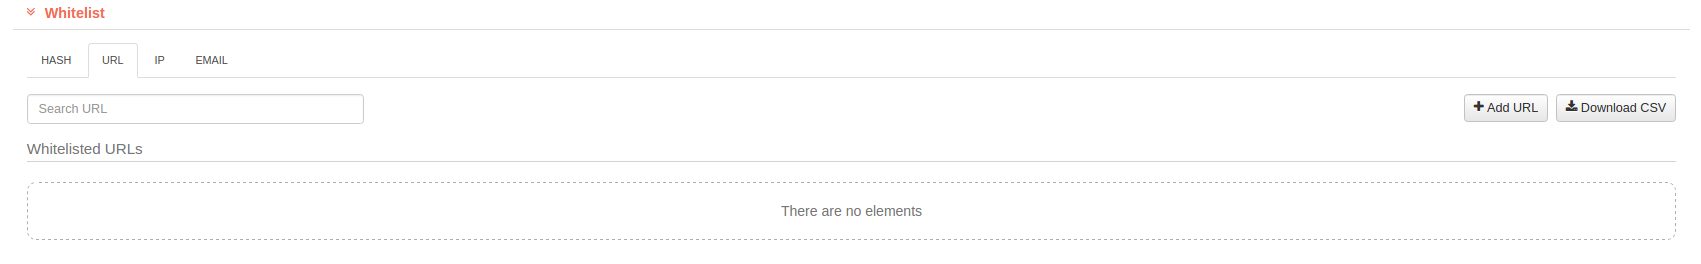 Whitelist
HASH URL IP EMAIL
Search URL Add URL Download CSV
Whitelisted URLs
There are no elements